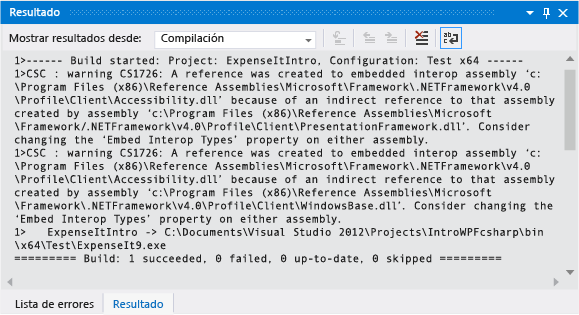 Resultado
Mostrar resultados desde: Compilación
1>------ Build started: Project: ExpenseItIntro, Configuration: Test x64 ------
1>CSC : warning CS1726: A reference was created to embedded interop assembly ‘c:
\Program Files (x86)\Reference Assemblies\Microsoft\Framework\.NETFramework\v4.0
\Profile\Client\Accessibility.dll’ because of an indirect reference to that assembly
created by assembly ‘c:\Program Files (x86)\Reference Assemblies\Microsoft
\Framework/.NETFramework\v4.0\Profile\Client\PresentationFramework.dll’. Consider
changing the ‘Embed Interop Types’ property on either assembly.
1>CSC : warning CS1726: A reference was created to embedded interop assembly ‘c:
\Program Files (x86)\Reference Assemblies\Microsoft\Framework\.NETFramework\v4.0
\Profile\Client\Accessibility.dll’ because of an indirect reference to that assembly
created by assembly ‘c:\Program Files (x86)\Reference Assemblies\Microsoft
\Framework\.NETFramework\v4.0\Profile\Client\WindowsBase.dll’. Consider changing the
‘Embed Interop Types’ property on either assembly.
1>   ExpenseItIntro -> C:\Documents\Visual Studio 2012\Projects\IntroWPFcsharp\bin
\x64\Test\ExpenseIt9.exe
========= Build: 1 succeeded, 0 failed, 0 up-to-date, 0 skipped =========
Lista de errores Resultado